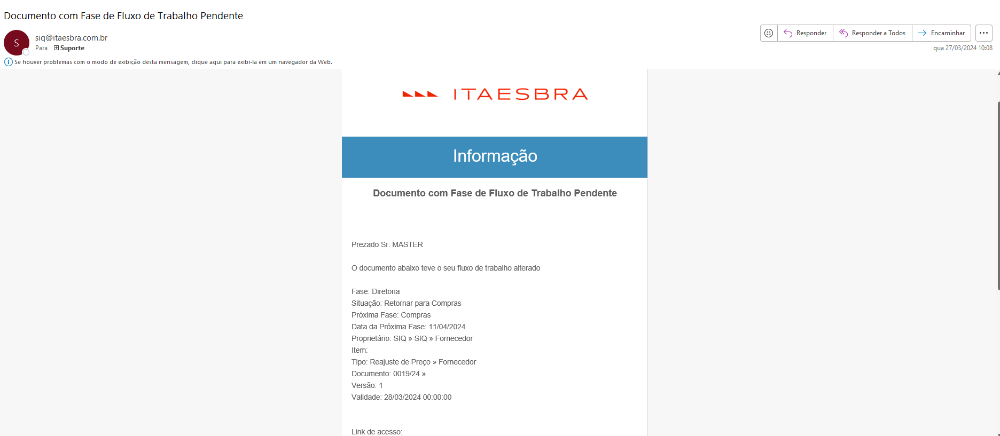 Documento com Fase de Fluxo de Trabalho Pendente
S
siq@itaesbra.com.br
Para Suporte
Responder
Responder a Todos
Encaminhar
qua 27/03/2024 10:08
Se houver problemas com o modo de exibição desta mensagem, clique aqui para exibi-la em um navegador da Web.
ITAESBRA
Informação
Documento com Fase de Fluxo de Trabalho Pendente
Prezado Sr. MASTER
O documento abaixo teve o seu fluxo de trabalho alterado
Fase: Diretoria
Situação: Retornar para Compras
Próxima Fase: Compras
Data da Próxima Fase: 11/04/2024
Proprietário: SIQ » SIQ » Fornecedor
Item:
Tipo: Reajuste de Preço » Fornecedor
Documento: 0019/24 »
Versão: 1
Validade: 28/03/2024 00:00:00
Link de acesso: